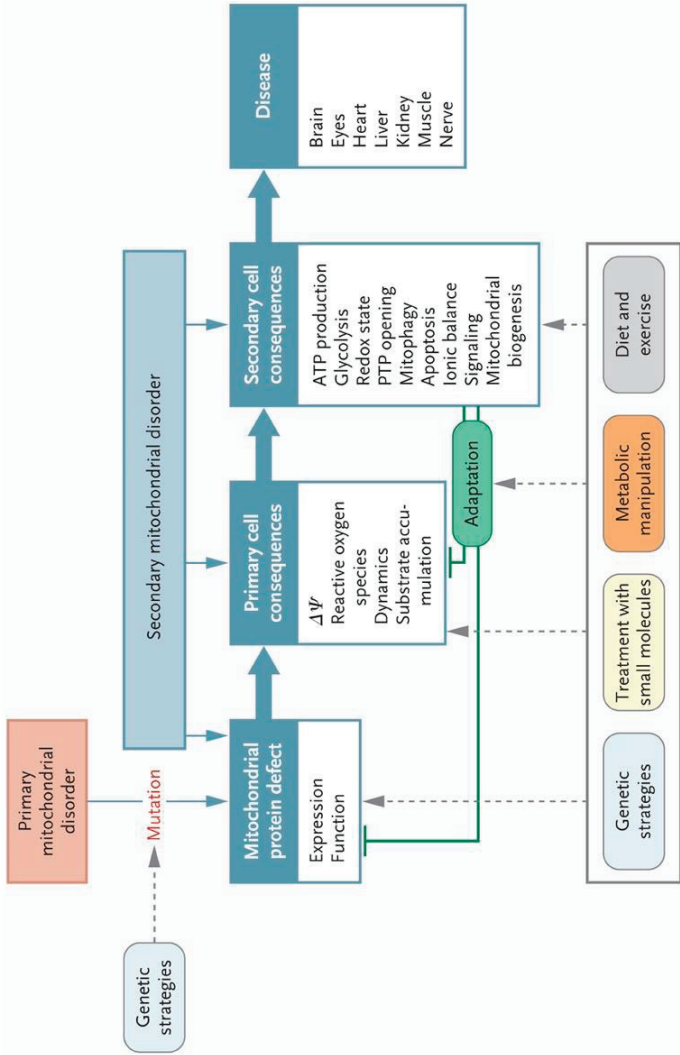 Primary
mitochondrial
disorder
Secondary mitochondrial disorder
Genetic
strategies
Mutation
Mitochondrial
protein defect
Expression
Function
Primary cell
consequences
ΔΨ
Reactive oxygen
species
Dynamics
Substrate accu-
mulation
Secondary cell
consequences
ATP production
Glycolysis
Redox state
PTP opening
Mitophagy
Apoptosis
Ionic balance
Signaling
Mitochondrial
biogenesis
Disease
Brain
Eyes
Heart
Liver
Kidney
Muscle
Nerve
Adaptation
Genetic
strategies
Treatment with
small molecules
Metabolic
manipulation
Diet and
exercise